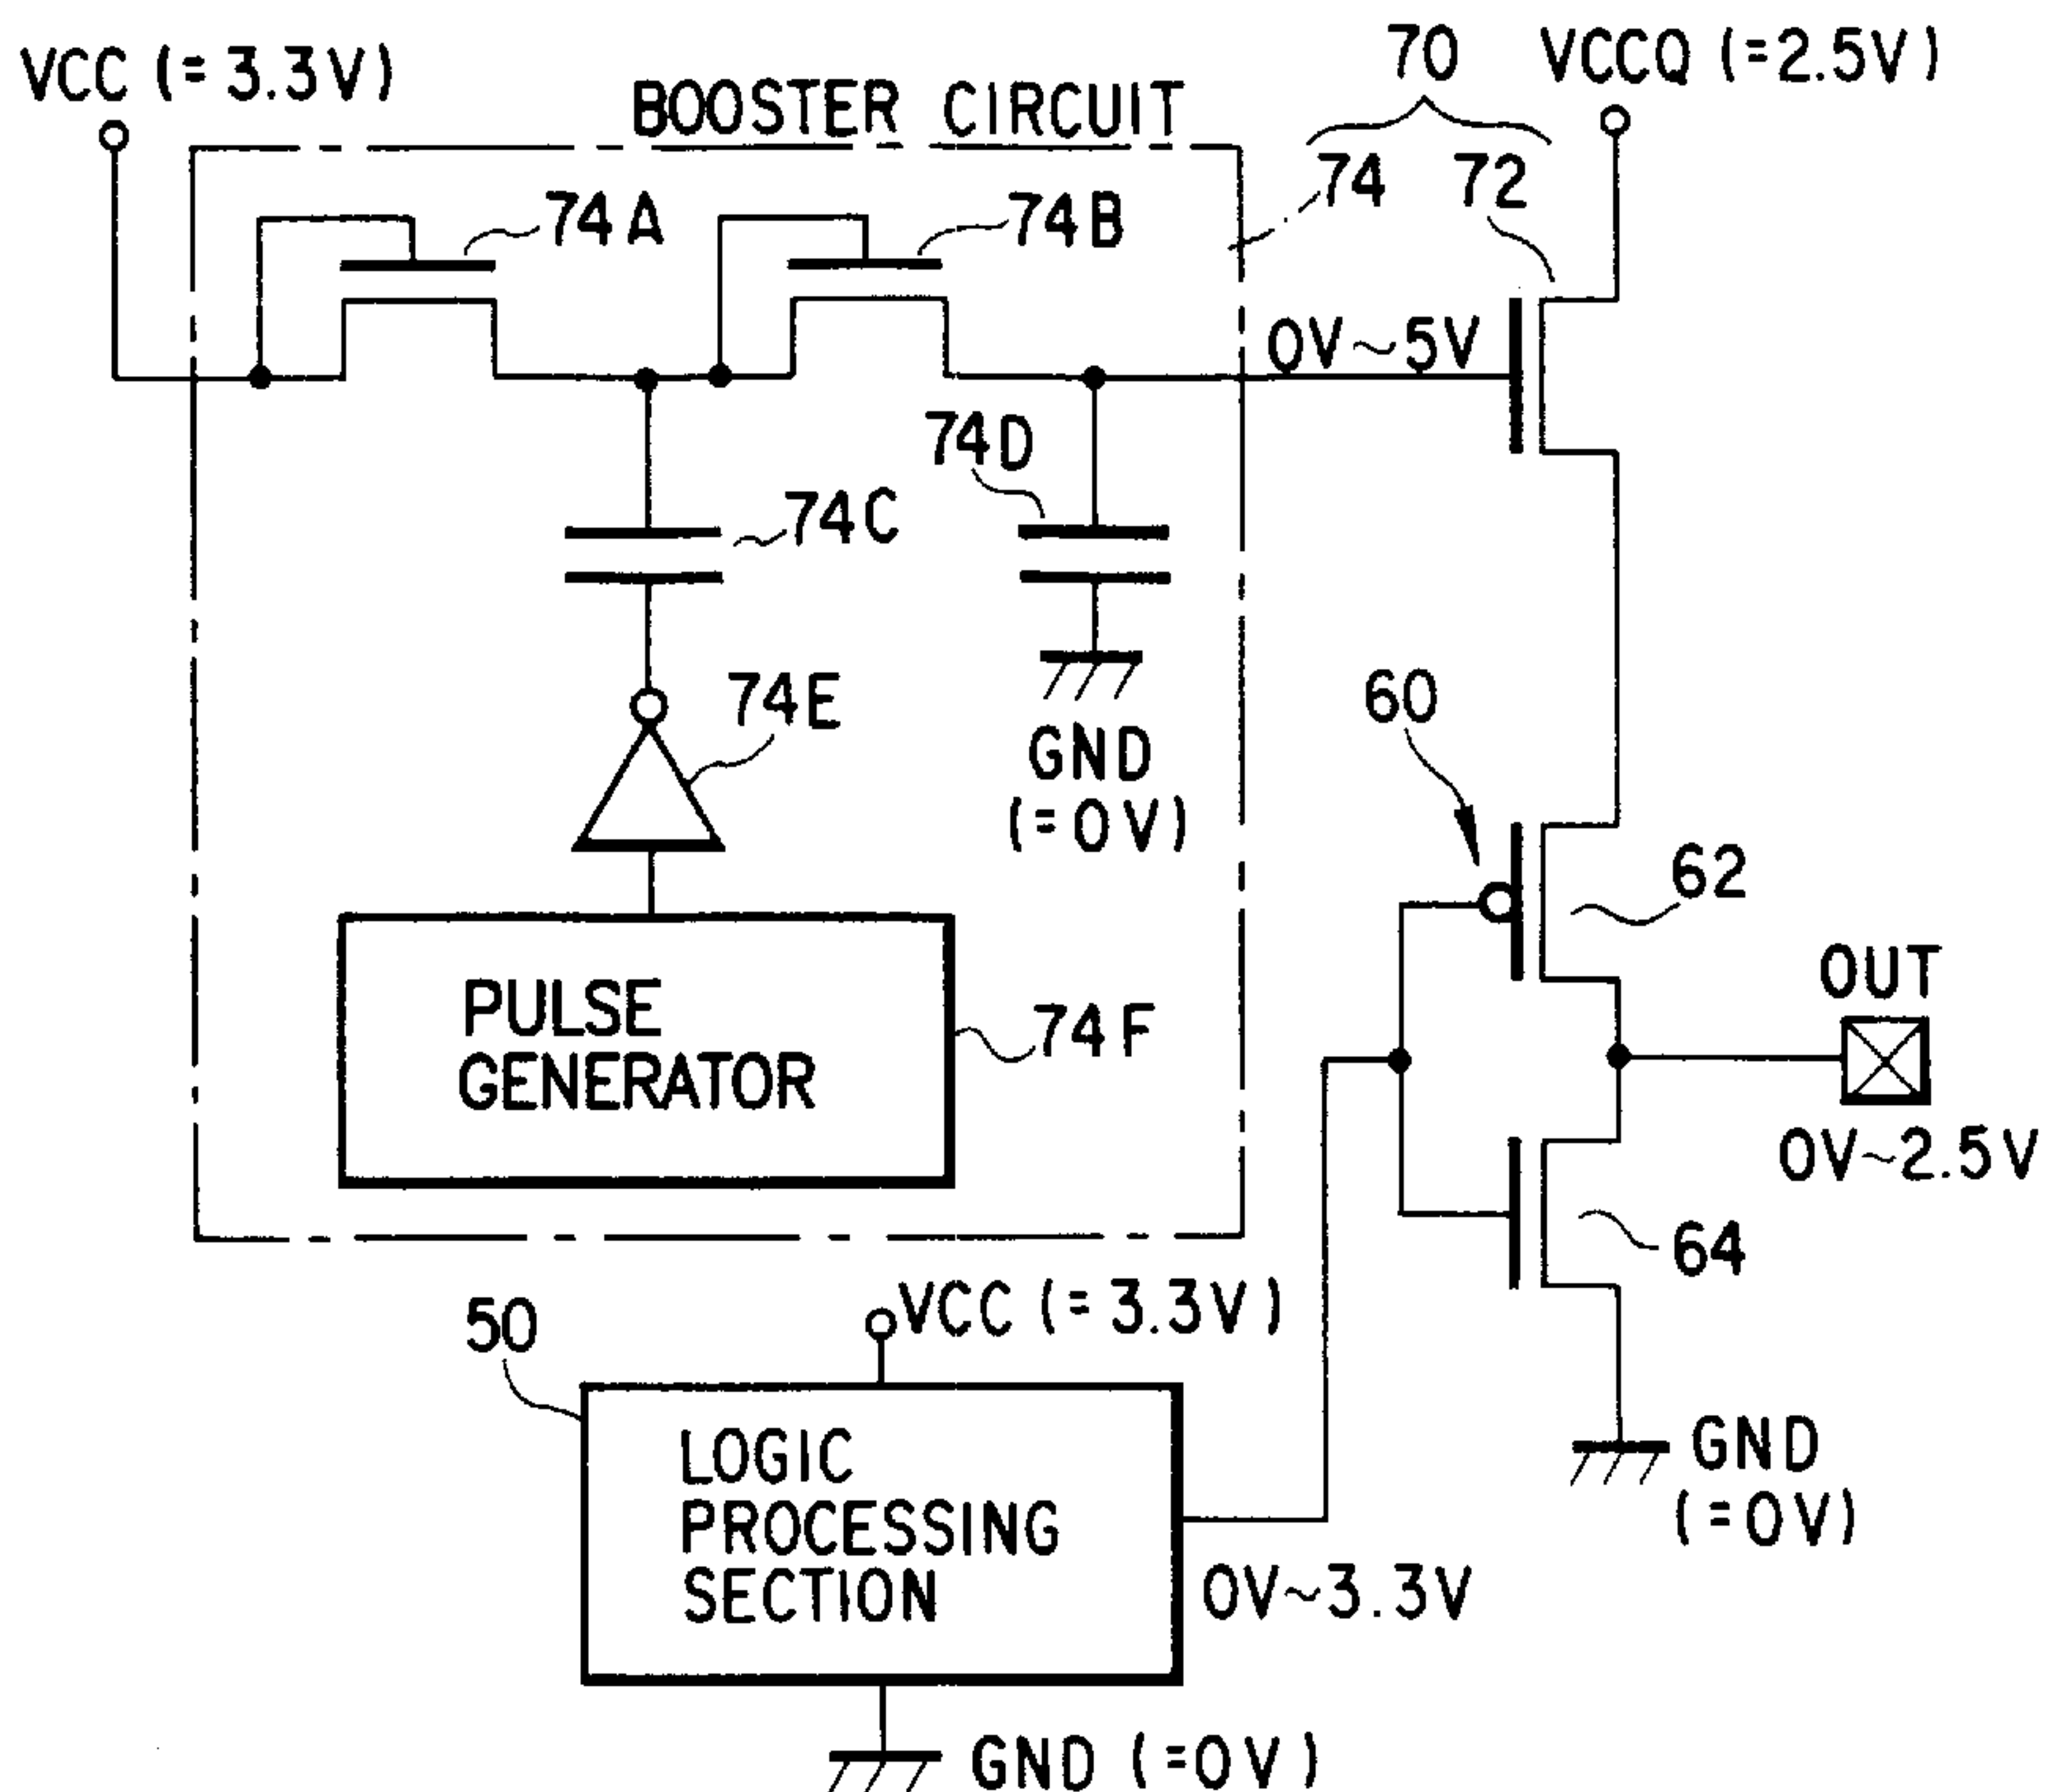 VCC (=3.3V)
BOOSTER CIRCUIT
70
VCCQ (=2.5V)
74
72
74A
74B
0V~5V
74D
74C
74E
GND
(=0V)
60
62
PULSE
GENERATOR
74F
OUT
0V~2.5V
64
50
VCC (=3.3V)
LOGIC
PROCESSING
SECTION
0V~3.3V
GND
(=0V)
GND (=0V)